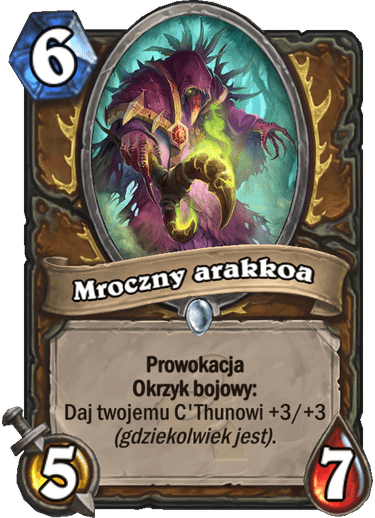 6
Mroczny arakkoa
Prowokacja
Okrzyk bojowy:
Daj twojemu C'Thunowi +3/+3
(gdziekolwiek jest).
5
7